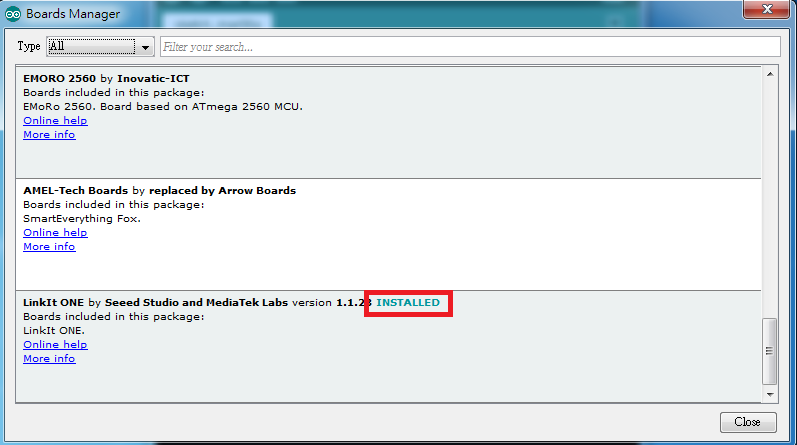 Boards Manager
Type All Filter your search...
EMORO 2560 by Inovatic-ICT
Boards included in this package:
EMoRo 2560. Board based on ATmega 2560 MCU.
Online help
More info
AMEL-Tech Boards by replaced by Arrow Boards
Boards included in this package:
SmartEverything Fox.
Online help
More info
LinkIt ONE by Seeed Studio and MediaTek Labs version 1.1.23 INSTALLED
Boards included in this package:
LinkIt ONE.
Online help
More info
Close